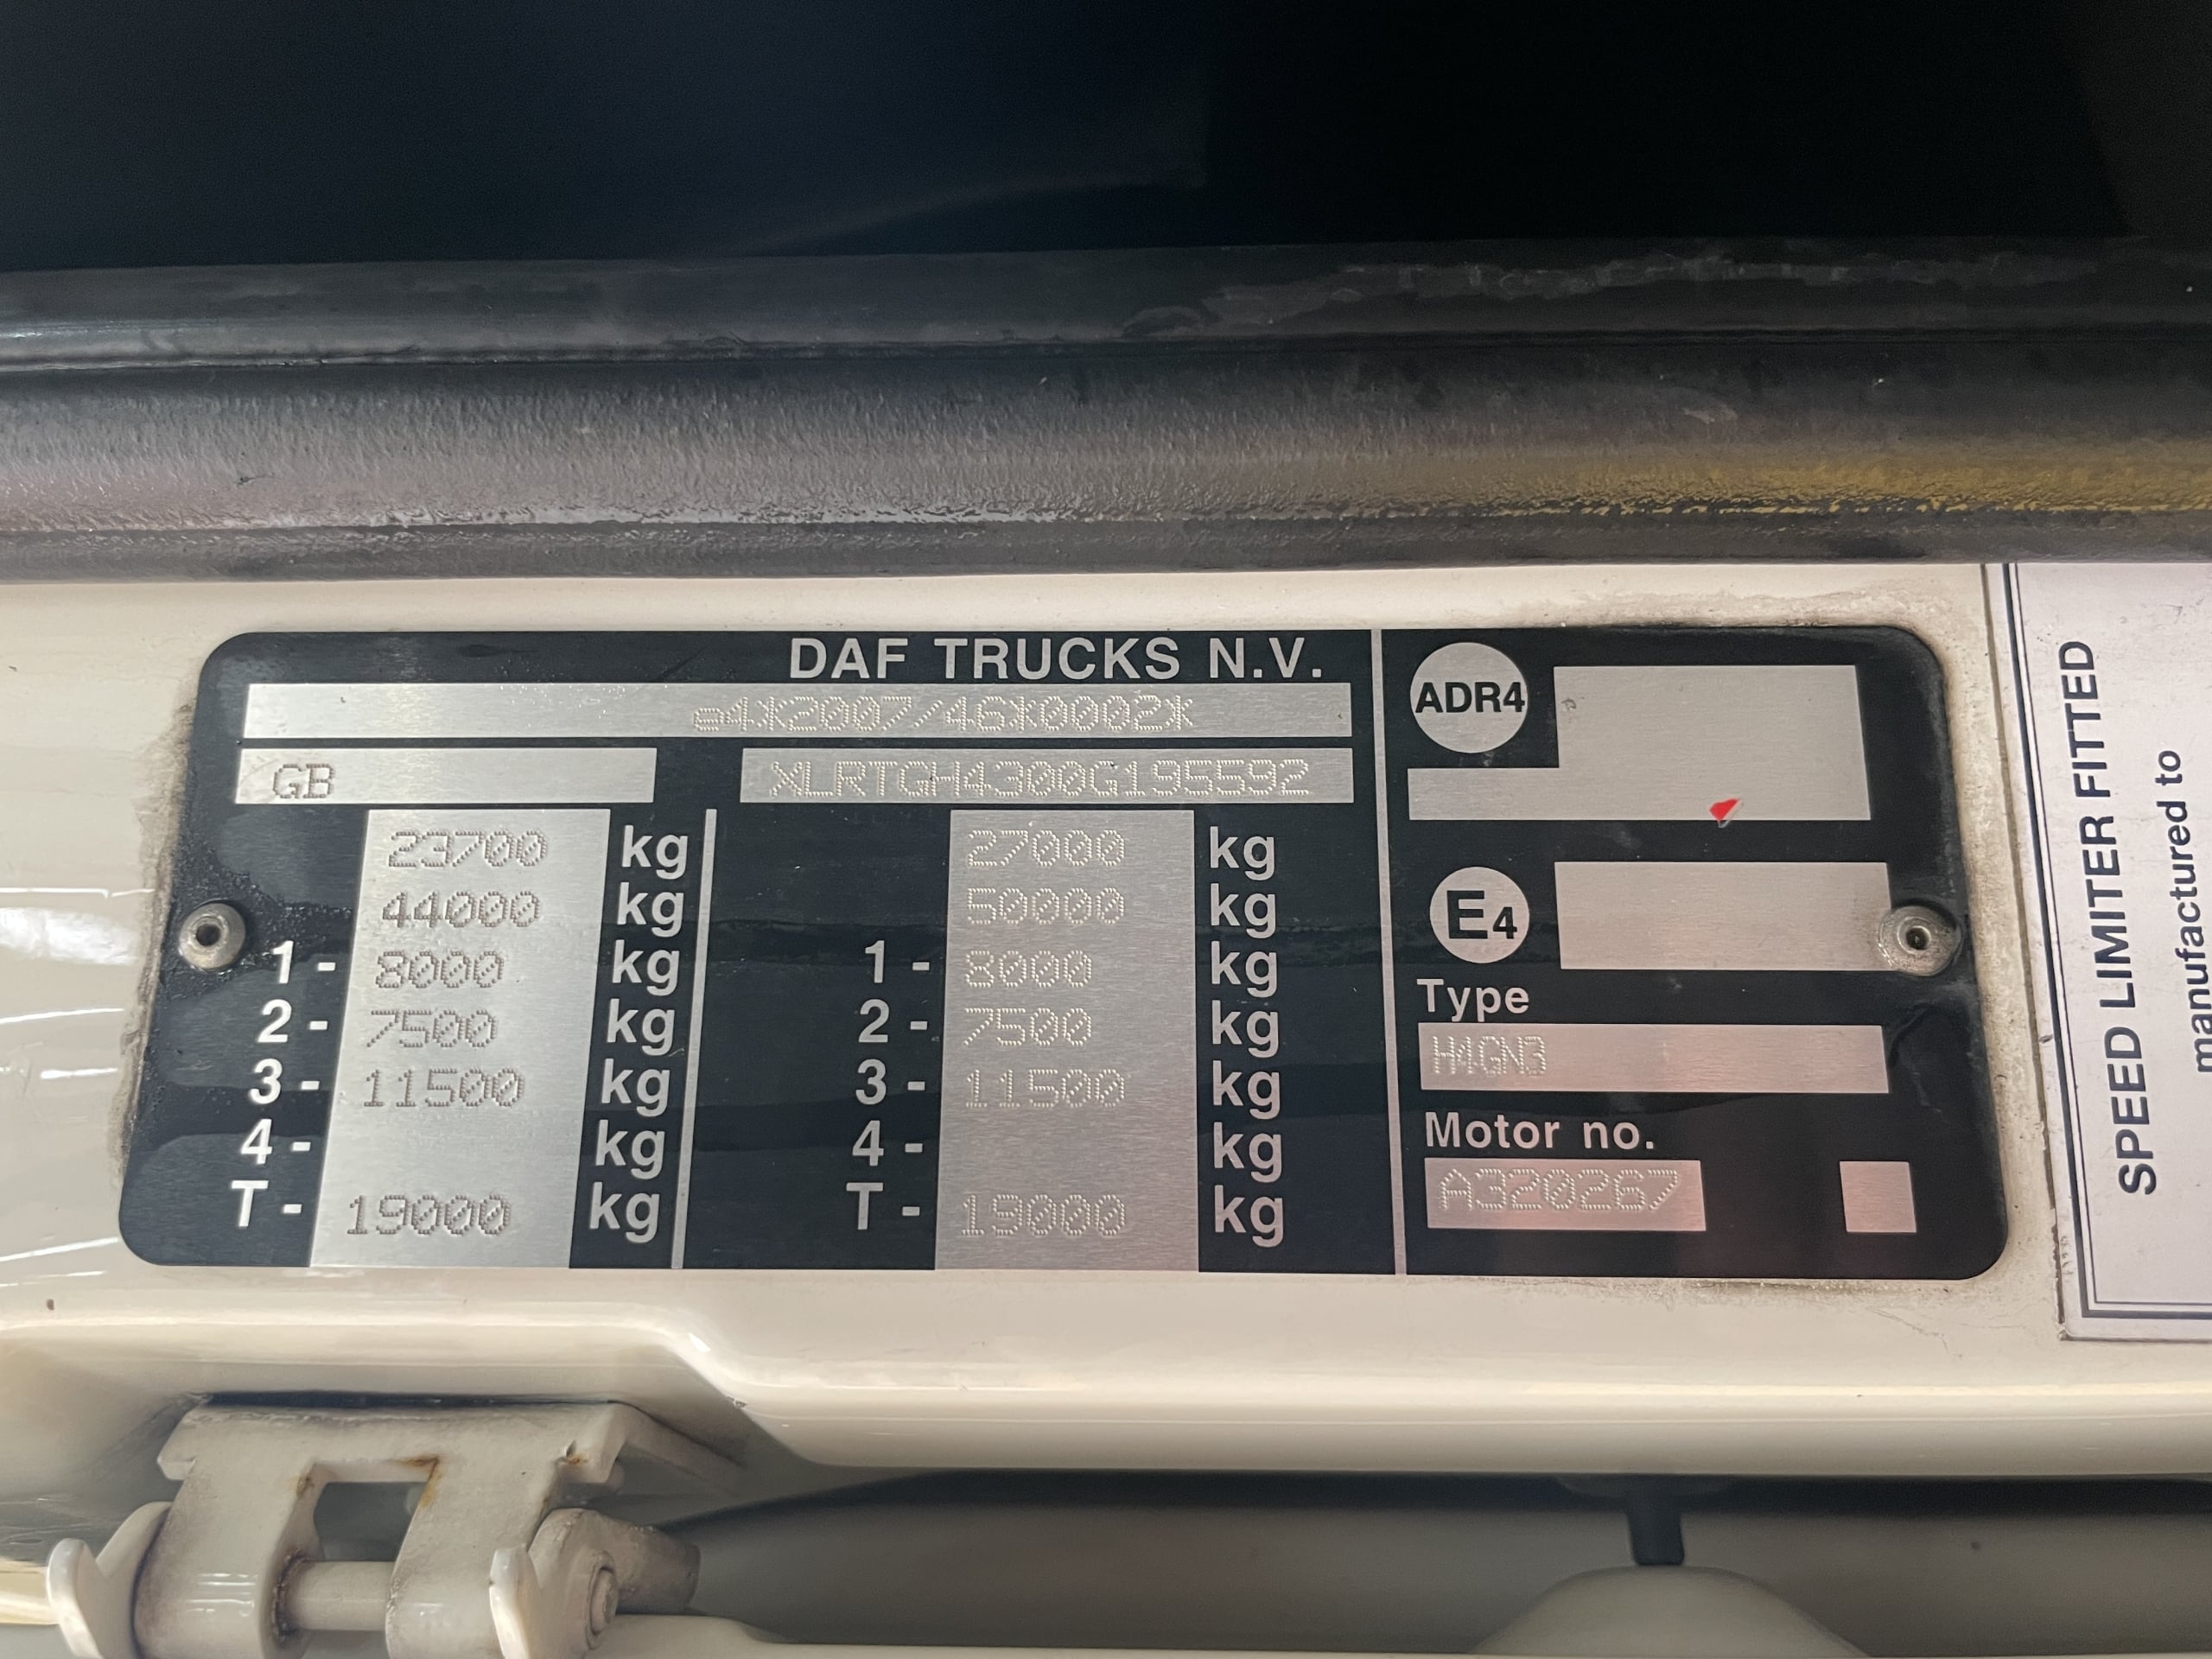 DAF TRUCKS N.V.
e4*2007/46*0002*
GB XLRTGH4300G195592
23700 kg 27000 kg
44000 kg 50000 kg
1 - 8000 kg 1 - 8000 kg
2 - 7500 kg 2 - 7500 kg
3 - 11500 kg 3 - 11500 kg
4 - kg 4 - kg
T - 19000 kg T - 19000 kg
ADR4
E4
Type
H4GN3
Motor no.
A320267
SPEED LIMITER FITTED
manufactured to